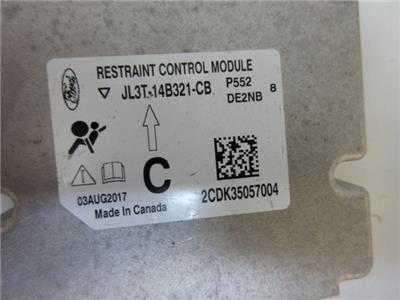 Ford
RESTRAINT CONTROL MODULE
JL3T-14B321-CB P552
DE2NB 8
C
03AUG2017
Made in Canada
2CDK35057004